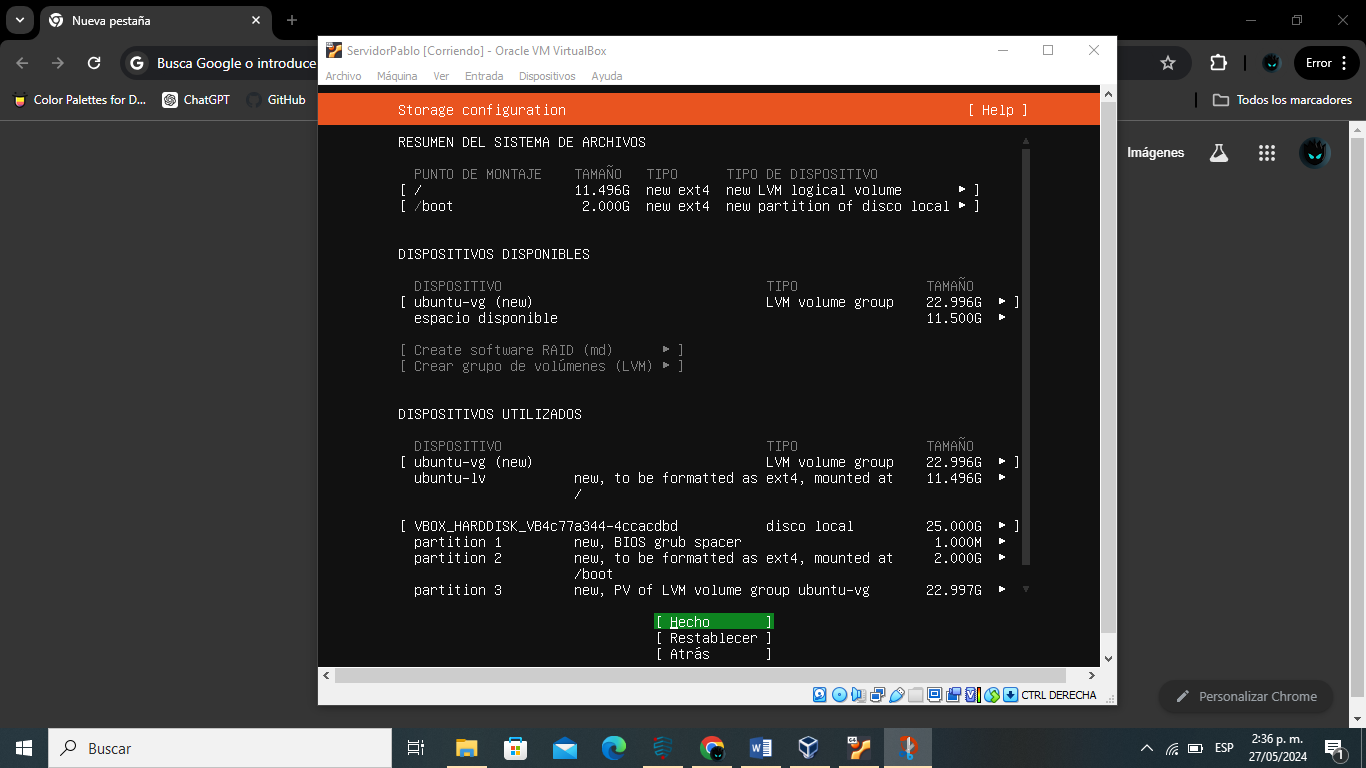 Nueva pestaña
Busca Google o introduce
Error
Color Palettes for D...
ChatGPT
GitHub
Todos los marcadores
Imágenes
ServidorPablo [Corriendo] - Oracle VM VirtualBox
Archivo Máquina Ver Entrada Dispositivos Ayuda
Storage configuration [ Help ]
RESUMEN DEL SISTEMA DE ARCHIVOS
PUNTO DE MONTAJE TAMAÑO TIPO TIPO DE DISPOSITIVO
[ / 11.496G new ext4 new LVM logical volume ▸ ]
[ /boot 2.000G new ext4 new partition of disco local ▸ ]
DISPOSITIVOS DISPONIBLES
DISPOSITIVO TIPO TAMAÑO
[ ubuntu-vg (new) LVM volume group 22.996G ▸ ]
espacio disponible 11.500G ▸
[ Create software RAID (md) ▸ ]
[ Crear grupo de volúmenes (LVM) ▸ ]
DISPOSITIVOS UTILIZADOS
DISPOSITIVO TIPO TAMAÑO
[ ubuntu-vg (new) LVM volume group 22.996G ▸ ]
ubuntu-lv new, to be formatted as ext4, mounted at 11.496G ▸
/
[ VBOX_HARDDISK_VB4c77a344-4ccacdbd disco local 25.000G ▸ ]
partition 1 new, BIOS grub spacer 1.000M ▸
partition 2 new, to be formatted as ext4, mounted at 2.000G ▸
/boot
partition 3 new, PV of LVM volume group ubuntu-vg 22.997G ▸
[ Hecho ]
[ Restablecer ]
[ Atrás ]
CTRL DERECHA
Personalizar Chrome
Buscar
ESP
2:36 p. m.
27/05/2024
1